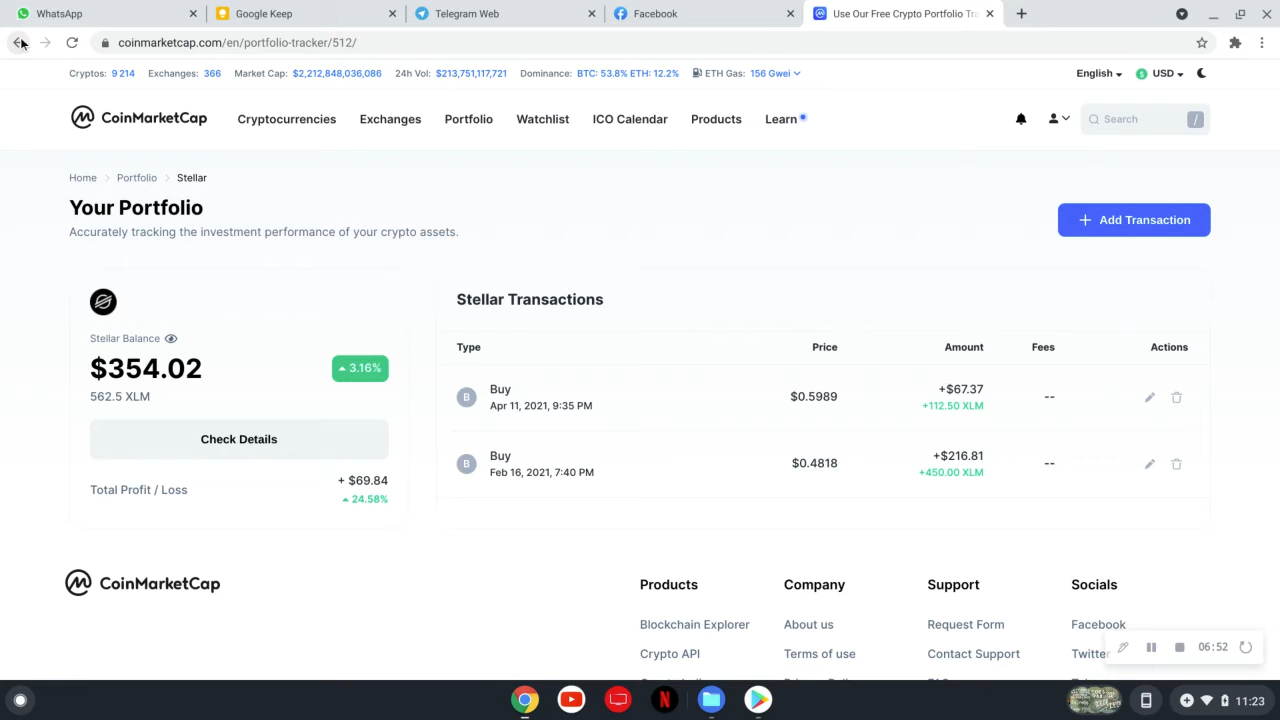 WhatsApp
Google Keep
Telegram Web
Facebook
Use Our Free Crypto Portfolio Tra
coinmarketcap.com/en/portfolio-tracker/512/
Cryptos: 9 214 Exchanges: 366 Market Cap: $2,212,848,036,086 24h Vol: $213,751,117,721 Dominance: BTC: 53.8% ETH: 12.2% ETH Gas: 156 Gwei
English USD
CoinMarketCap
Cryptocurrencies Exchanges Portfolio Watchlist ICO Calendar Products Learn
Search /
Home > Portfolio > Stellar
Your Portfolio
Accurately tracking the investment performance of your crypto assets.
+ Add Transaction
Stellar Balance
$354.02
3.16%
562.5 XLM
Check Details
Total Profit / Loss
+ $69.84
24.58%
Stellar Transactions
Type Price Amount Fees Actions
B Buy $0.5989 +$67.37 --
Apr 11, 2021, 9:35 PM +112.50 XLM
B Buy $0.4818 +$216.81 --
Feb 16, 2021, 7:40 PM +450.00 XLM
CoinMarketCap
Products Company Support Socials
Blockchain Explorer About us Request Form Facebook
Crypto API Terms of use Contact Support Twitter
06:52
N
11:23